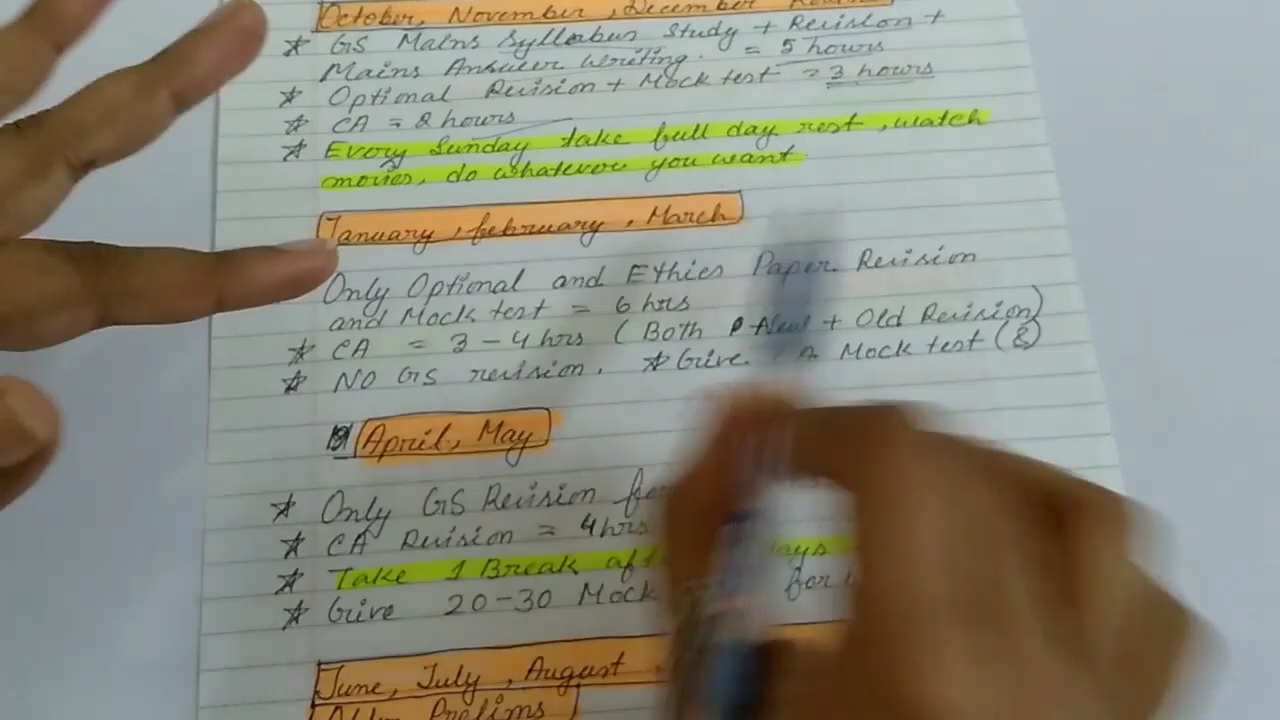 October, November, December
* GS Mains Syllabus Study + Revision +
Mains Answer writing. = 5 hours
* Optional Revision + Mock test = 3 hours
* CA = 2 hours
* Every Sunday take full day rest, watch
movies, do whatever you want.
January, february, March
Only Optional and Ethics Paper Revision
and Mock test = 6 hrs
* CA = 3 - 4 hrs (Both New + Old Revision)
* NO GS revision. * Give Mock test (8)
April, May
* Only GS Revision
* CA Revision = 4 hrs
* Take 1 Break
* Give 20-30 Mock for
June, July, August
Prelims